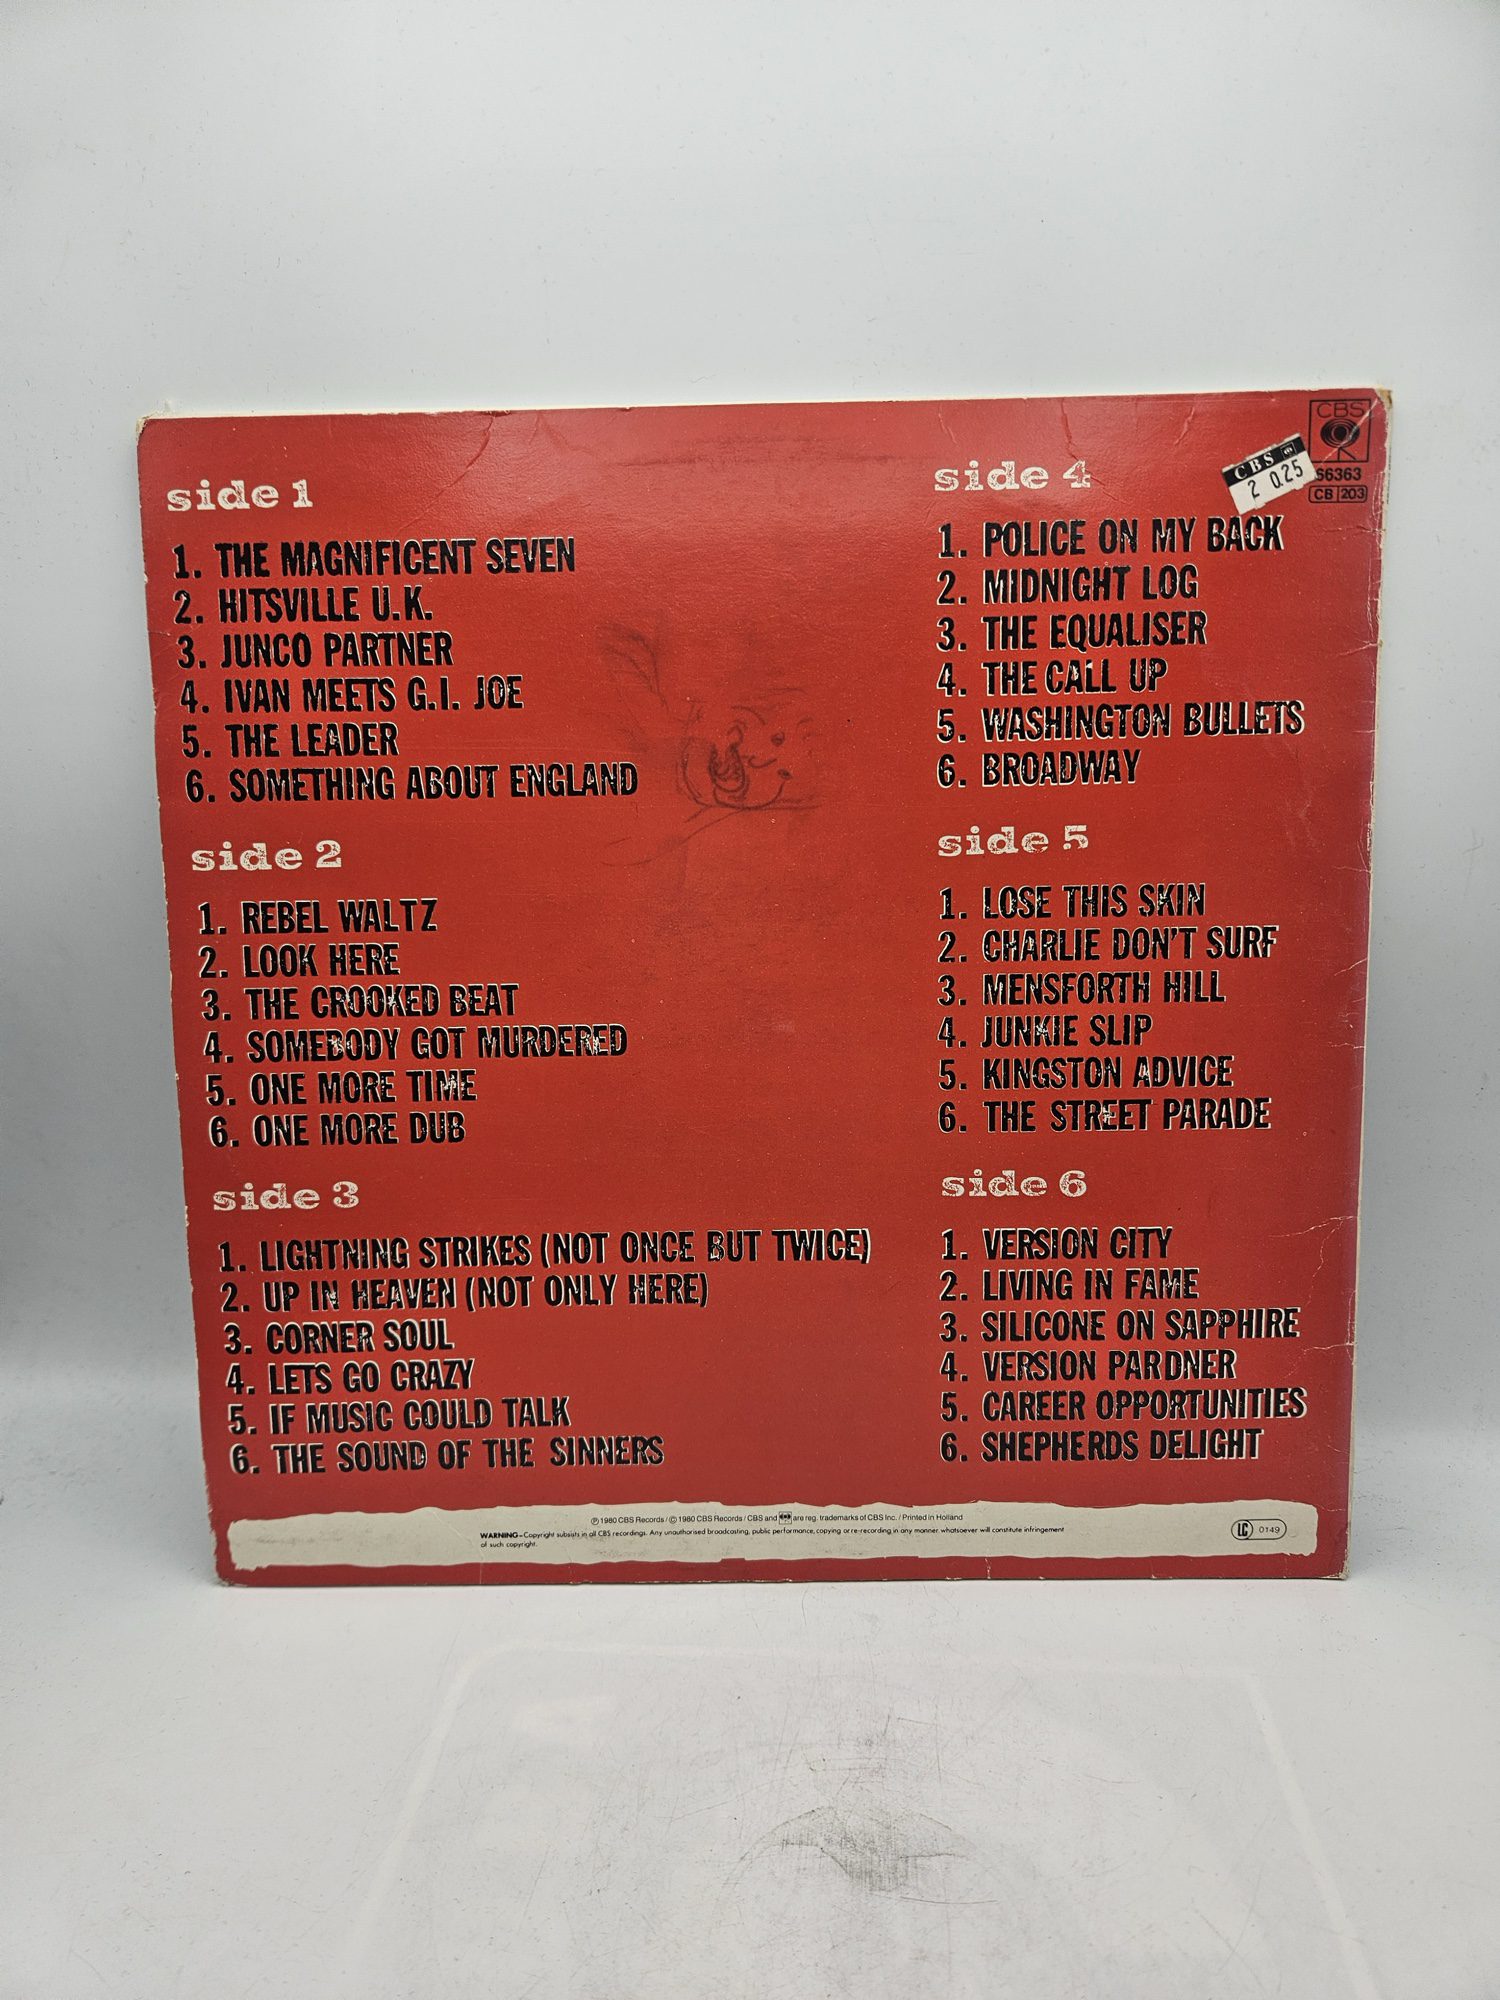 side 1
1. THE MAGNIFICENT SEVEN
2. HITSVILLE U.K.
3. JUNCO PARTNER
4. IVAN MEETS G.I. JOE
5. THE LEADER
6. SOMETHING ABOUT ENGLAND
side 2
1. REBEL WALTZ
2. LOOK HERE
3. THE CROOKED BEAT
4. SOMEBODY GOT MURDERED
5. ONE MORE TIME
6. ONE MORE DUB
side 3
1. LIGHTNING STRIKES (NOT ONCE BUT TWICE)
2. UP IN HEAVEN (NOT ONLY HERE)
3. CORNER SOUL
4. LETS GO CRAZY
5. IF MUSIC COULD TALK
6. THE SOUND OF THE SINNERS
CBS
66363
CB 203
CBS
2 0.25
side 4
1. POLICE ON MY BACK
2. MIDNIGHT LOG
3. THE EQUALISER
4. THE CALL UP
5. WASHINGTON BULLETS
6. BROADWAY
side 5
1. LOSE THIS SKIN
2. CHARLIE DON'T SURF
3. MENSFORTH HILL
4. JUNKIE SLIP
5. KINGSTON ADVICE
6. THE STREET PARADE
side 6
1. VERSION CITY
2. LIVING IN FAME
3. SILICONE ON SAPPHIRE
4. VERSION PARDNER
5. CAREER OPPORTUNITIES
6. SHEPHERDS DELIGHT
℗ 1980 CBS Records / © 1980 CBS Records / CBS and are reg. trademarks of CBS Inc. / Printed in Holland
WARNING-Copyright subsists in all CBS recordings. Any unauthorised broadcasting, public performance, copying or re-recording in any manner whatsoever will constitute infringement
of such copyright.
LC 0149